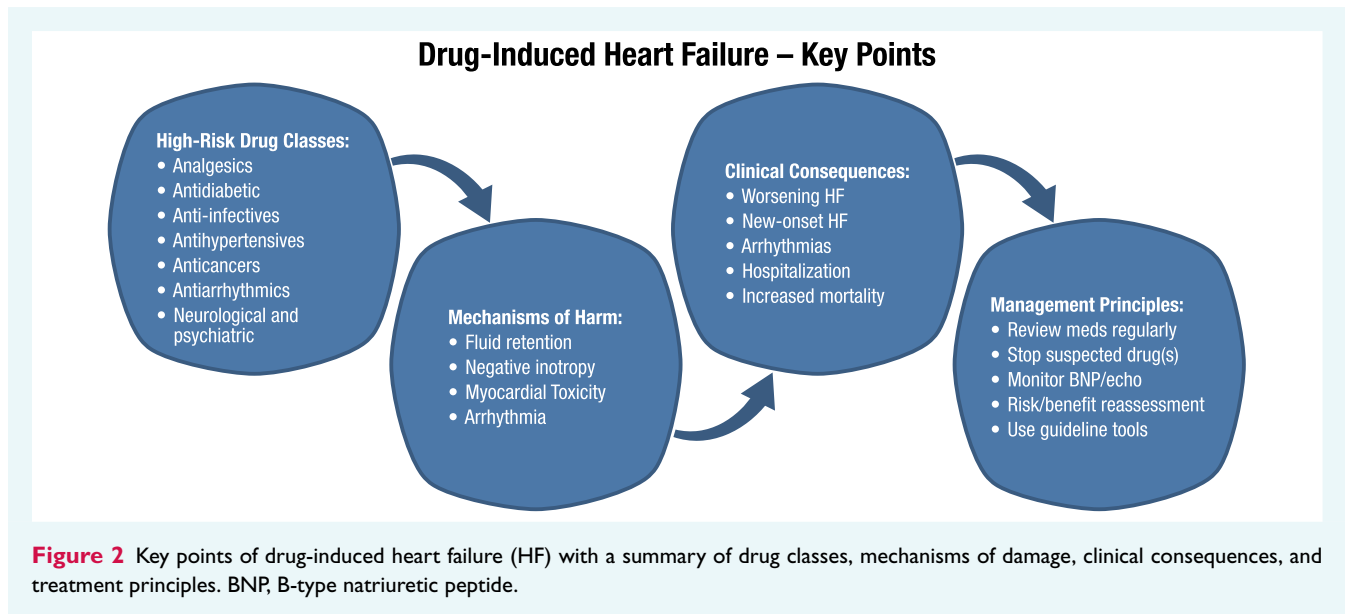 Drug-Induced Heart Failure – Key Points
High-Risk Drug Classes:
• Analgesics
• Antidiabetic
• Anti-infectives
• Antihypertensives
• Anticancers
• Antiarrhythmics
• Neurological and
psychiatric
Mechanisms of Harm:
• Fluid retention
• Negative inotropy
• Myocardial Toxicity
• Arrhythmia
Clinical Consequences:
• Worsening HF
• New-onset HF
• Arrhythmias
• Hospitalization
• Increased mortality
Management Principles:
• Review meds regularly
• Stop suspected drug(s)
• Monitor BNP/echo
• Risk/benefit reassessment
• Use guideline tools
Figure 2 Key points of drug-induced heart failure (HF) with a summary of drug classes, mechanisms of damage, clinical consequences, and
treatment principles. BNP, B-type natriuretic peptide.